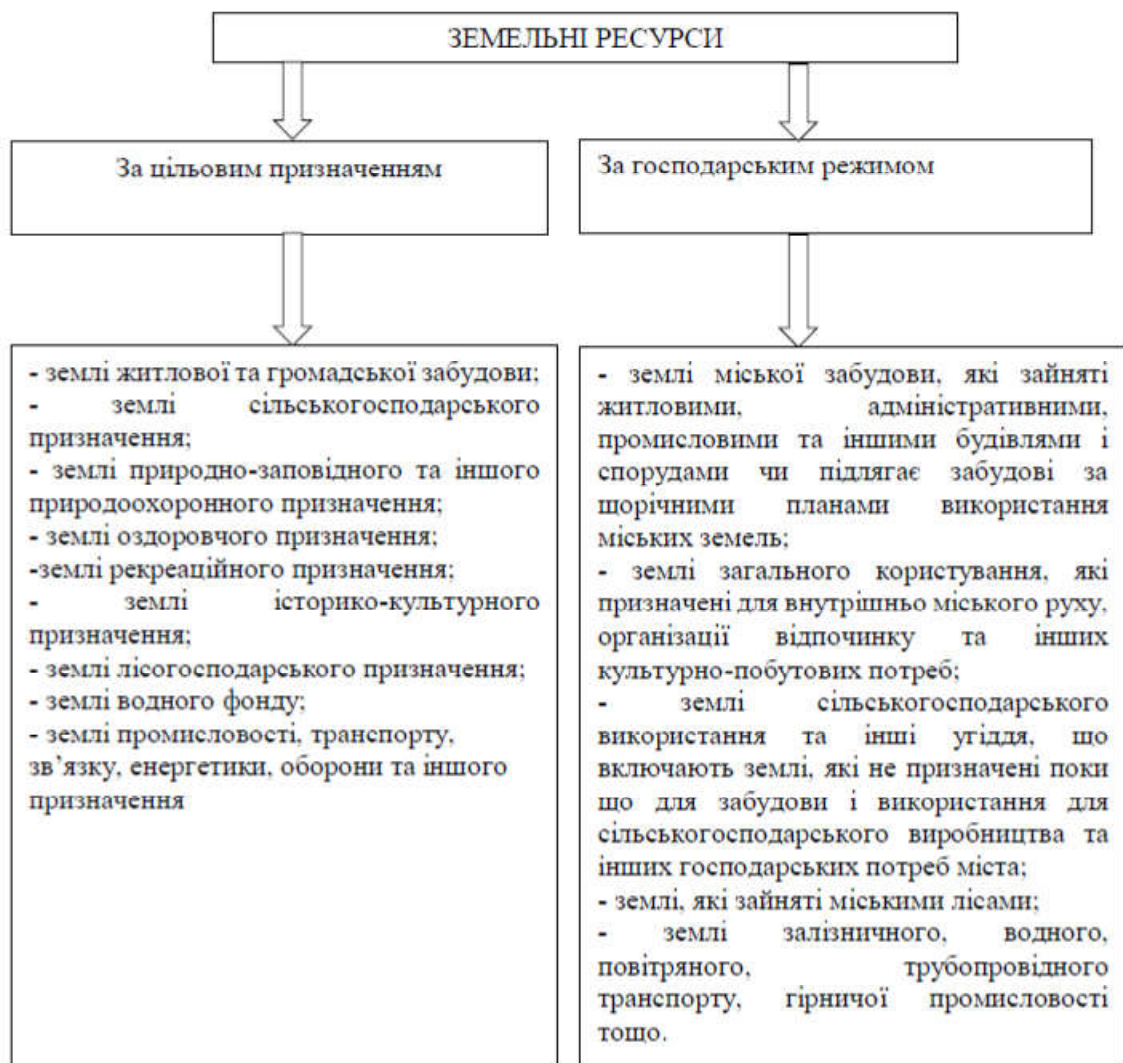 ЗЕМЕЛЬНІ РЕСУРСИ
За цільовим призначенням
За господарським режимом
- землі житлової та громадської забудови;
- землі сільськогосподарського
призначення;
- землі природно-заповідного та іншого
природоохоронного призначення;
- землі оздоровчого призначення;
-землі рекреаційного призначення;
- землі історико-культурного
призначення;
- землі лісогосподарського призначення;
- землі водного фонду;
- землі промисловості, транспорту,
зв’язку, енергетики, оборони та іншого
призначення
- землі міської забудови, які зайняті
житловими, адміністративними,
промисловими та іншими будівлями і
спорудами чи підлягає забудові за
щорічними планами використання
міських земель;
- землі загального користування, які
призначені для внутрішньо міського руху,
організації відпочинку та інших
культурно-побутових потреб;
- землі сільськогосподарського
використання та інші угіддя, що
включають землі, які не призначені поки
що для забудови і використання для
сільськогосподарського виробництва та
інших господарських потреб міста;
- землі, які зайняті міськими лісами;
- землі залізничного, водного,
повітряного, трубопровідного
транспорту, гірничої промисловості
тощо.